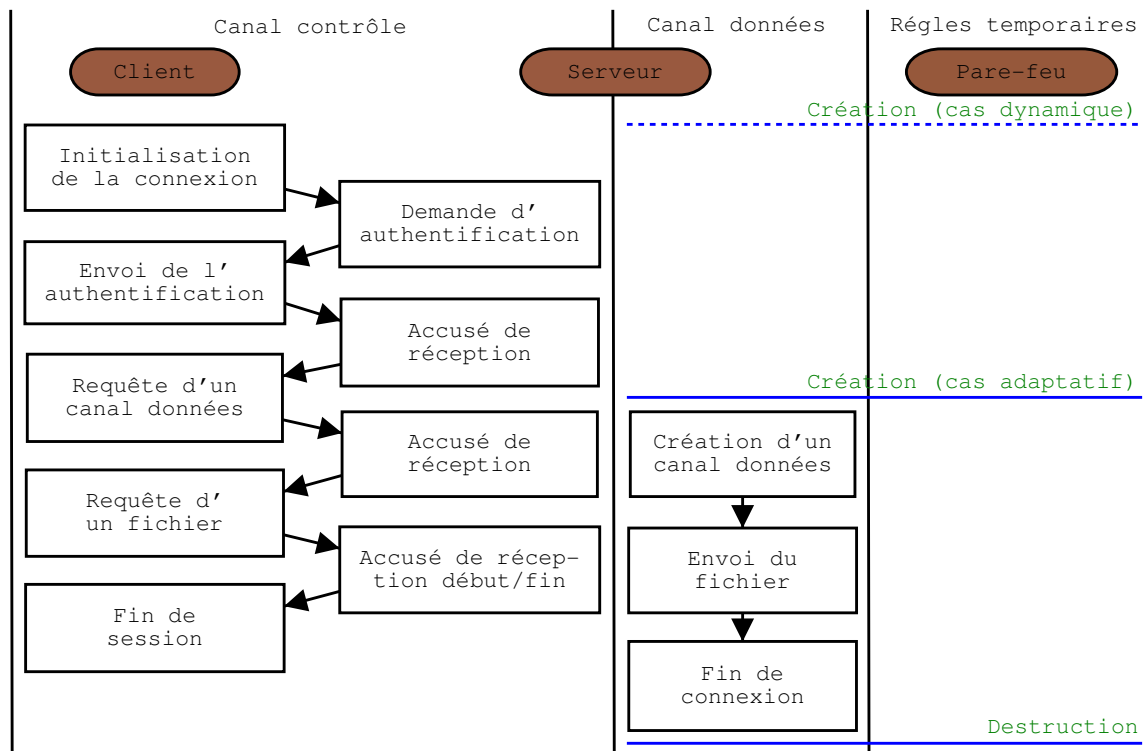 Canal contrôle
Canal données
Régles temporaires
Client
Serveur
Pare-feu
Création (cas dynamique)
Initialisation
de la connexion
Demande d'
authentification
Envoi de l'
authentification
Accusé de
réception
Requête d'un
canal données
Création (cas adaptatif)
Accusé de
réception
Création d'un
canal données
Requête d'
un fichier
Accusé de récep-
tion début/fin
Envoi du
fichier
Fin de
session
Fin de
connexion
Destruction